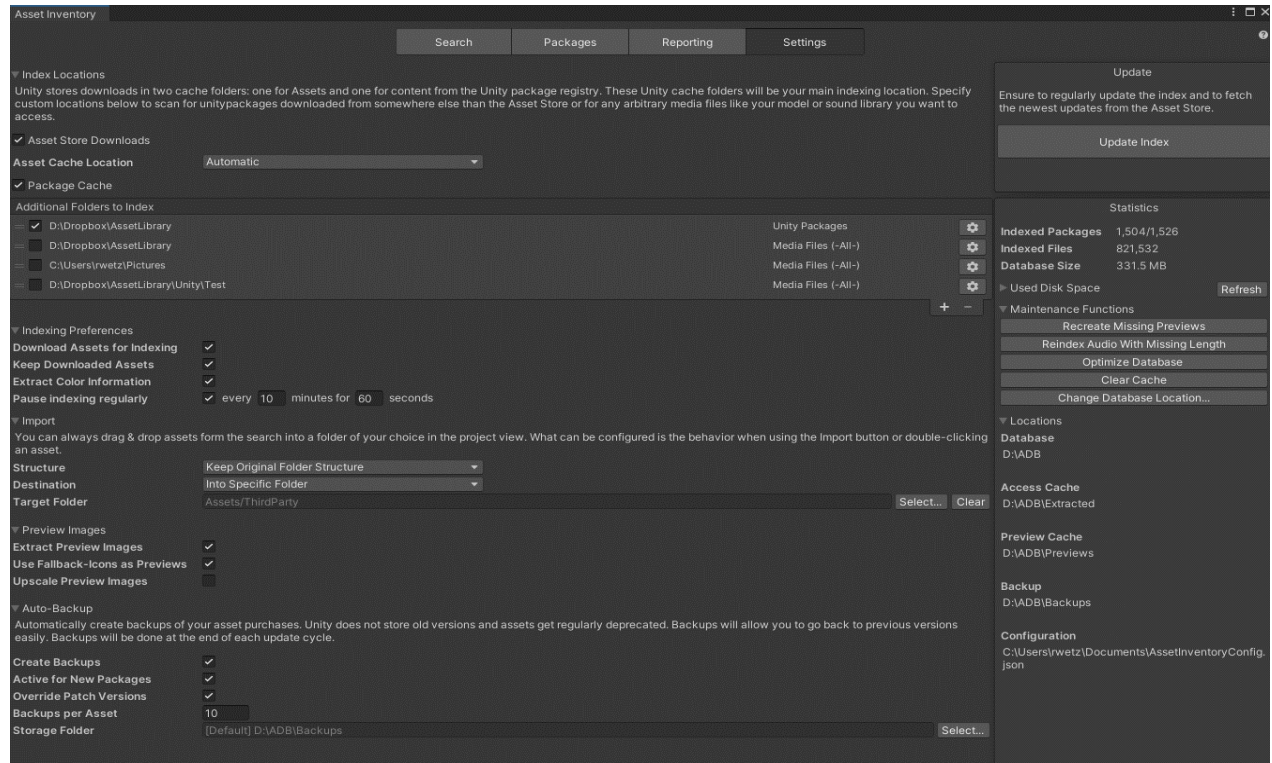 Asset Inventory
Search
Packages
Reporting
Settings
Index Locations
Unity stores downloads in two cache folders: one for Assets and one for content from the Unity package registry. These Unity cache folders will be your main indexing location. Specify
custom locations below to scan for unitypackages downloaded from somewhere else than the Asset Store or for any arbitrary media files like your model or sound library you want to
access.
Asset Store Downloads
Asset Cache Location Automatic
Package Cache
Additional Folders to Index
D:\Dropbox\AssetLibrary Unity Packages
D:\Dropbox\AssetLibrary Media Files (-All-)
C:\Users\rwetz\Pictures Media Files (-All-)
D:\Dropbox\AssetLibrary\Unity\Test Media Files (-All-)
+ −
Indexing Preferences
Download Assets for Indexing
Keep Downloaded Assets
Extract Color Information
Pause indexing regularly every 10 minutes for 60 seconds
Import
You can always drag & drop assets form the search into a folder of your choice in the project view. What can be configured is the behavior when using the Import button or double-clicking
an asset.
Structure Keep Original Folder Structure
Destination Into Specific Folder
Target Folder Assets/ThirdParty Select... Clear
Preview Images
Extract Preview Images
Use Fallback-Icons as Previews
Upscale Preview Images
Auto-Backup
Automatically create backups of your asset purchases. Unity does not store old versions and assets get regularly deprecated. Backups will allow you to go back to previous versions
easily. Backups will be done at the end of each update cycle.
Create Backups
Active for New Packages
Override Patch Versions
Backups per Asset 10
Storage Folder [Default] D:\ADB\Backups Select...
Update
Ensure to regularly update the index and to fetch
the newest updates from the Asset Store.
Update Index
Statistics
Indexed Packages 1,504/1,526
Indexed Files 821,532
Database Size 331.5 MB
Used Disk Space Refresh
Maintenance Functions
Recreate Missing Previews
Reindex Audio With Missing Length
Optimize Database
Clear Cache
Change Database Location...
Locations
Database
D:\ADB
Access Cache
D:\ADB\Extracted
Preview Cache
D:\ADB\Previews
Backup
D:\ADB\Backups
Configuration
C:\Users\rwetz\Documents\AssetInventoryConfig.
json